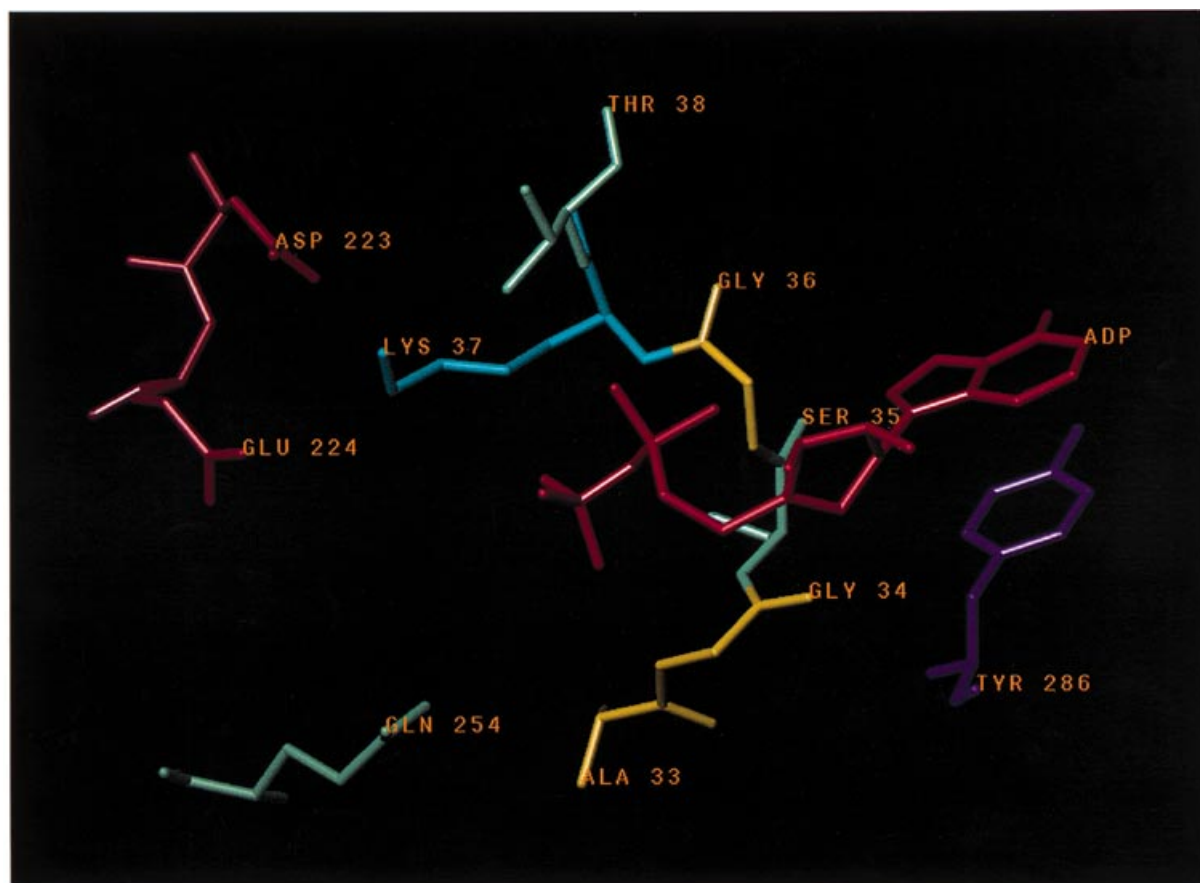 THR 38
ASP 223
GLY 36
ADP
LYS 37
SER 35
GLU 224
GLY 34
TYR 286
GLN 254
ALA 33